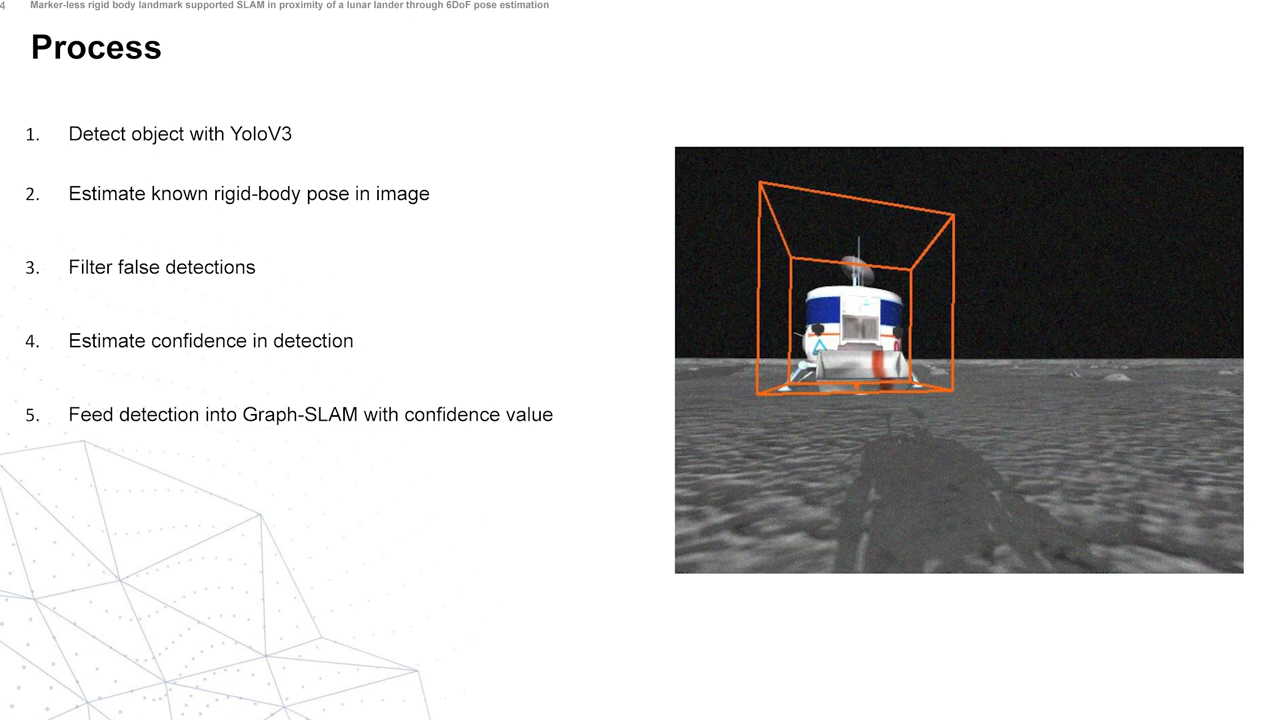 4 Marker-less rigid body landmark supported SLAM in proximity of a lunar lander through 6DoF pose estimation
Process
1. Detect object with YoloV3
2. Estimate known rigid-body pose in image
3. Filter false detections
4. Estimate confidence in detection
5. Feed detection into Graph-SLAM with confidence value